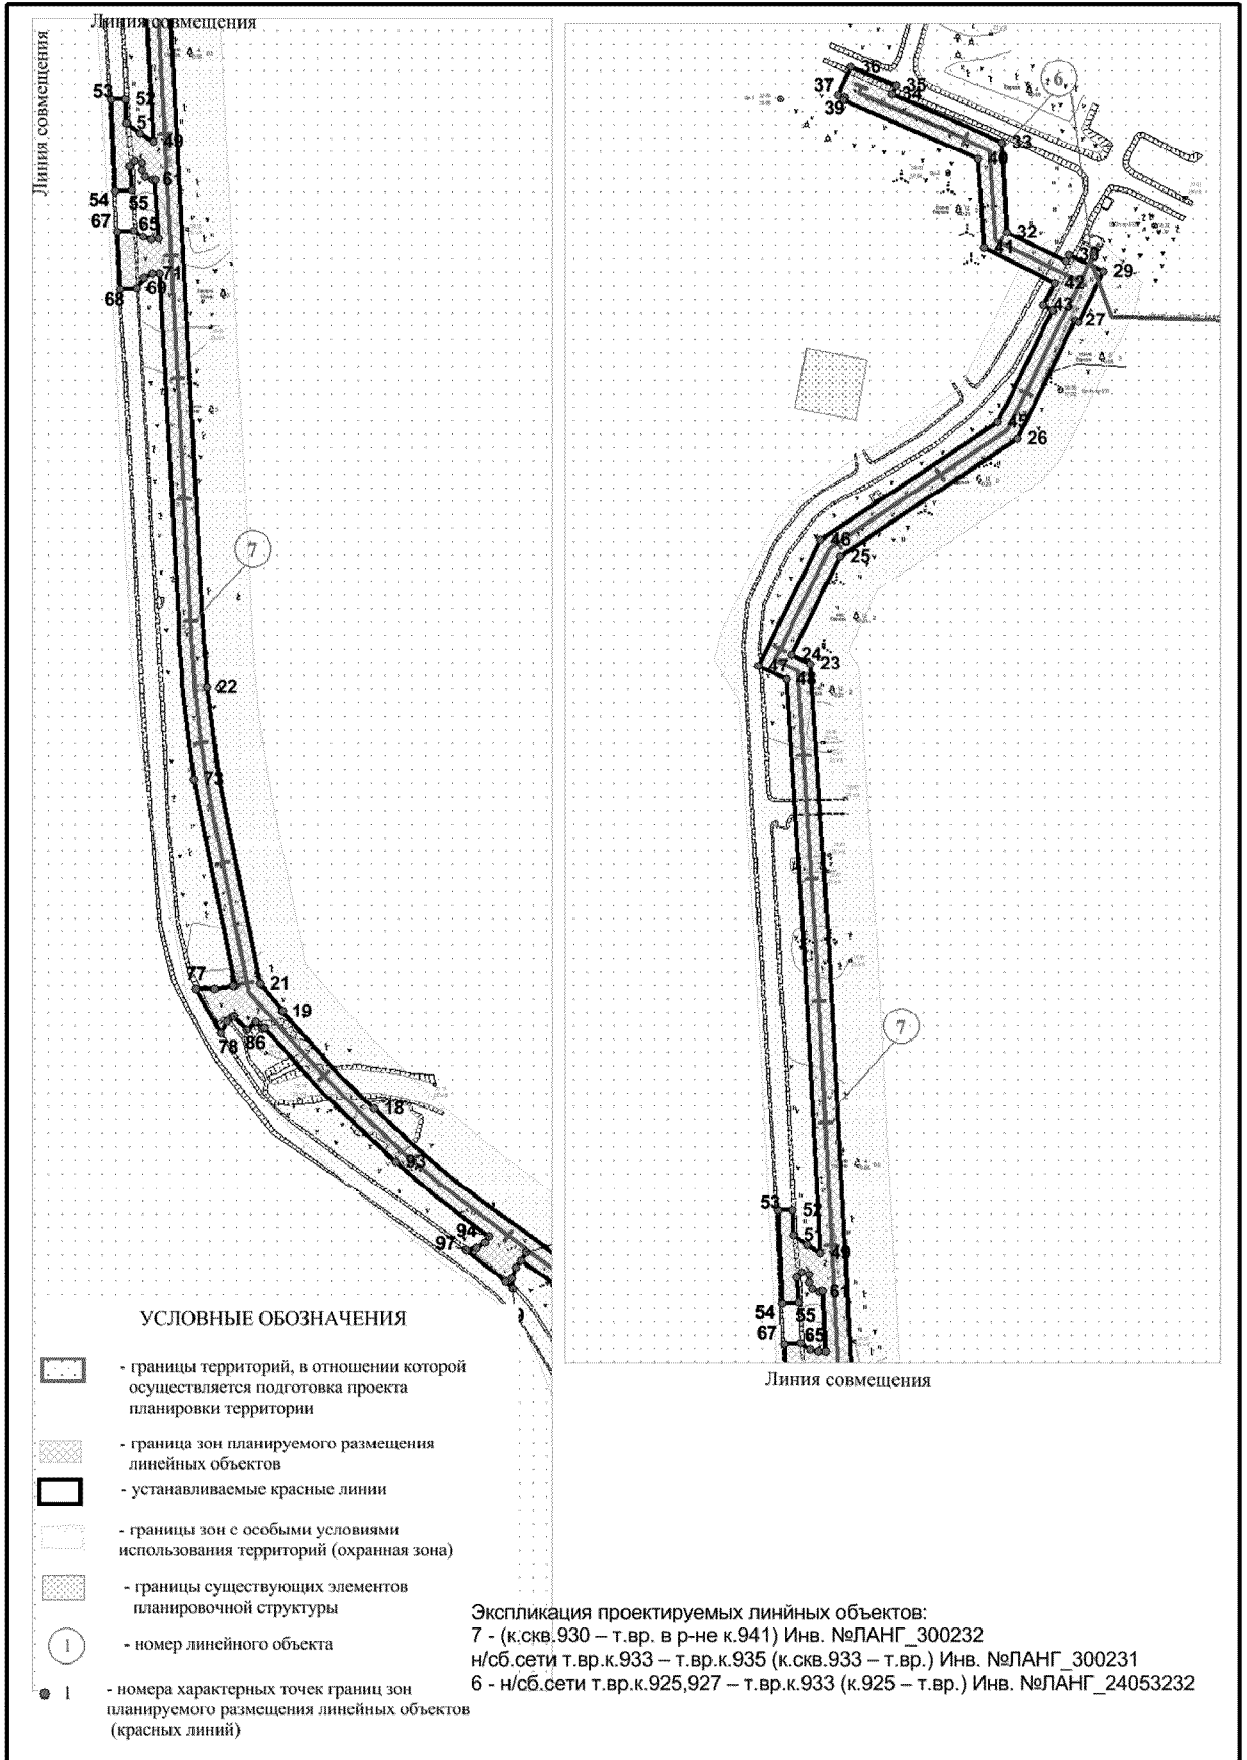 Линия совмещения
Линия совмещения
53
52
51
49
61
54
55
67
65
71
68
69
7
22
73
77
21
19
78
86
18
93
94
97
36
35
37
34
39
6
33
40
32
41
30
29
42
43
27
45
26
46
25
24
23
47
48
7
53
52
51
49
61
54
55
67
65
Линия совмещения
УСЛОВНЫЕ ОБОЗНАЧЕНИЯ
- границы территорий, в отношении которой
осуществляется подготовка проекта
планировки территории
- граница зон планируемого размещения
линейных объектов
- устанавливаемые красные линии
- границы зон с особыми условиями
использования территорий (охранная зона)
- границы существующих элементов
планировочной структуры
1 - номер линейного объекта
1 - номера характерных точек границ зон
планируемого размещения линейных объектов
(красных линий)
Экспликация проектируемых линйных объектов:
7 - (к.скв.930 – т.вр. в р-не к.941) Инв. №ЛАНГ_300232
н/сб.сети т.вр.к.933 – т.вр.к.935 (к.скв.933 – т.вр.) Инв. №ЛАНГ_300231
6 - н/сб.сети т.вр.к.925,927 – т.вр.к.933 (к.925 – т.вр.) Инв. №ЛАНГ_24053232